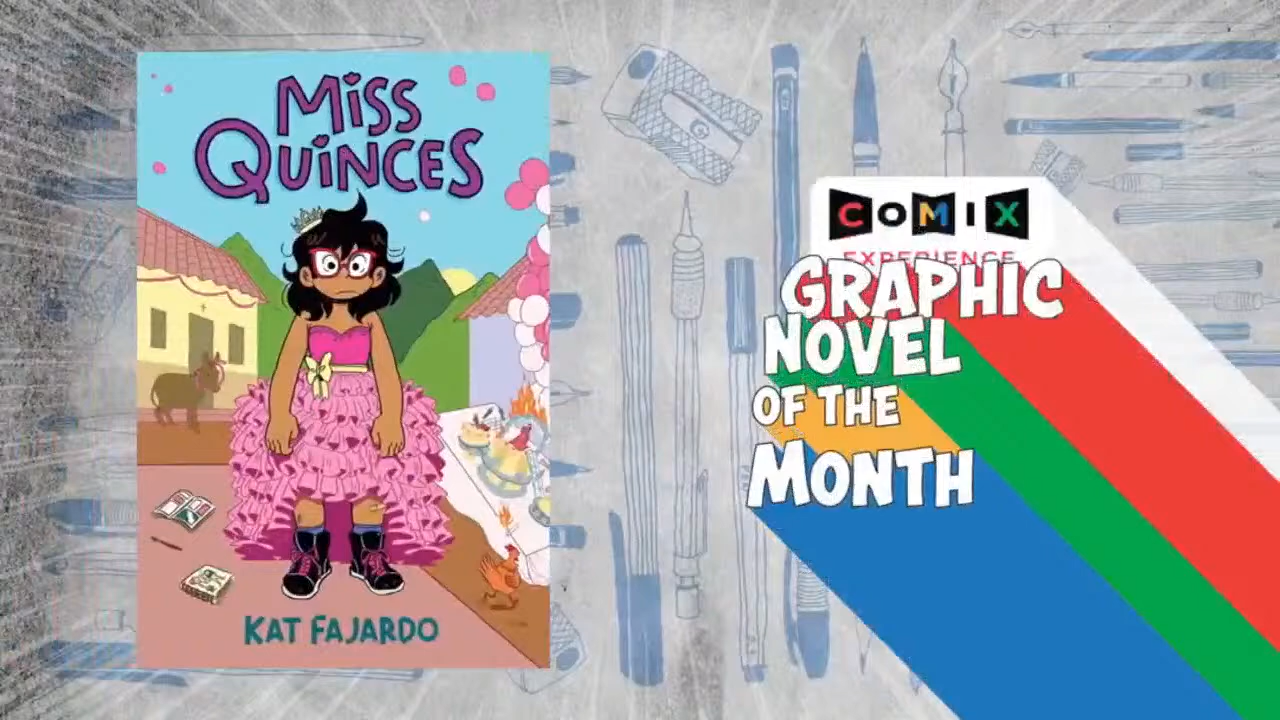 MISS
QUINCES
KAT FAJARDO
COMIX
EXPERIENCE
GRAPHIC
NOVEL
OF THE
MONTH